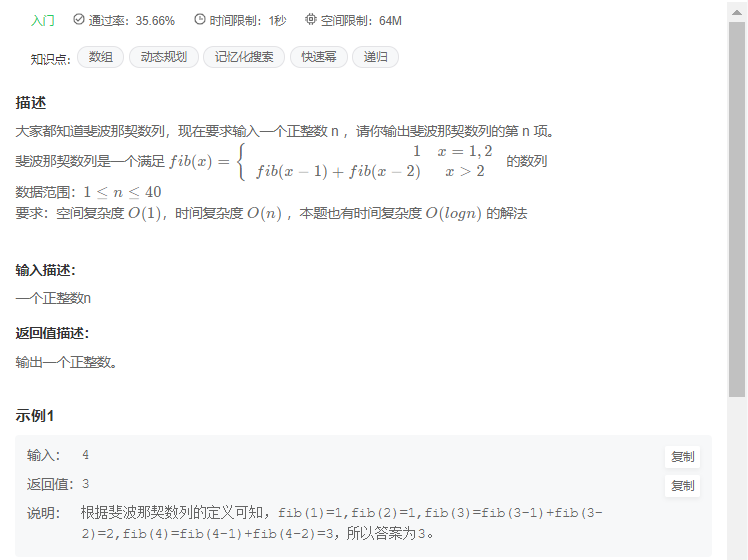 入门 通过率：35.66% 时间限制：1秒 空间限制：64M
知识点： 数组 动态规划 记忆化搜索 快速幂 递归
描述
大家都知道斐波那契数列，现在要求输入一个正整数 n ，请你输出斐波那契数列的第 n 项。
斐波那契数列是一个满足 fib(x) = { 1 x = 1, 2
fib(x − 1) + fib(x − 2) x > 2 的数列
数据范围：1 ≤ n ≤ 40
要求：空间复杂度 O(1)，时间复杂度 O(n) ，本题也有时间复杂度 O(logn) 的解法
输入描述：
一个正整数n
返回值描述：
输出一个正整数。
示例1
输入： 4 复制
返回值：3 复制
说明： 根据斐波那契数列的定义可知，fib(1)=1,fib(2)=1,fib(3)=fib(3-1)+fib(3-
2)=2,fib(4)=fib(4-1)+fib(4-2)=3，所以答案为3。